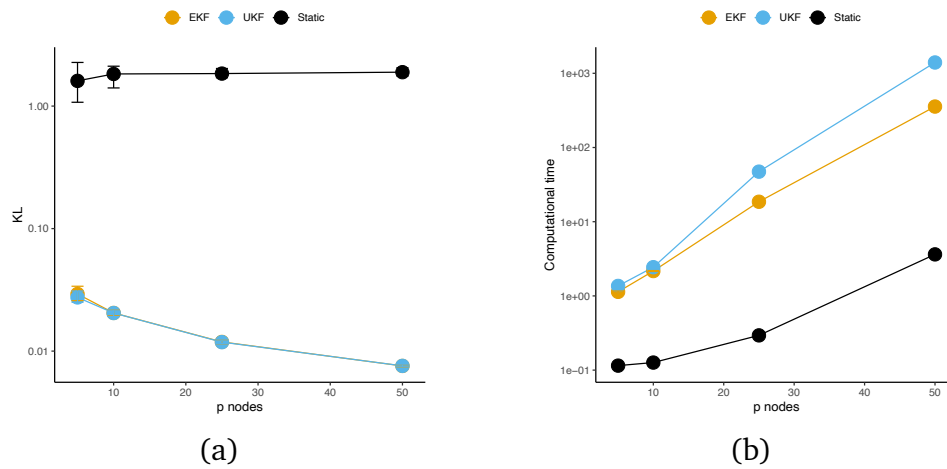 EKF UKF Static
1.00
0.10
0.01
KL
10 20 30 40 50
p nodes
(a)
EKF UKF Static
1e+03
1e+02
1e+01
1e+00
1e−01
Computational time
10 20 30 40 50
p nodes
(b)